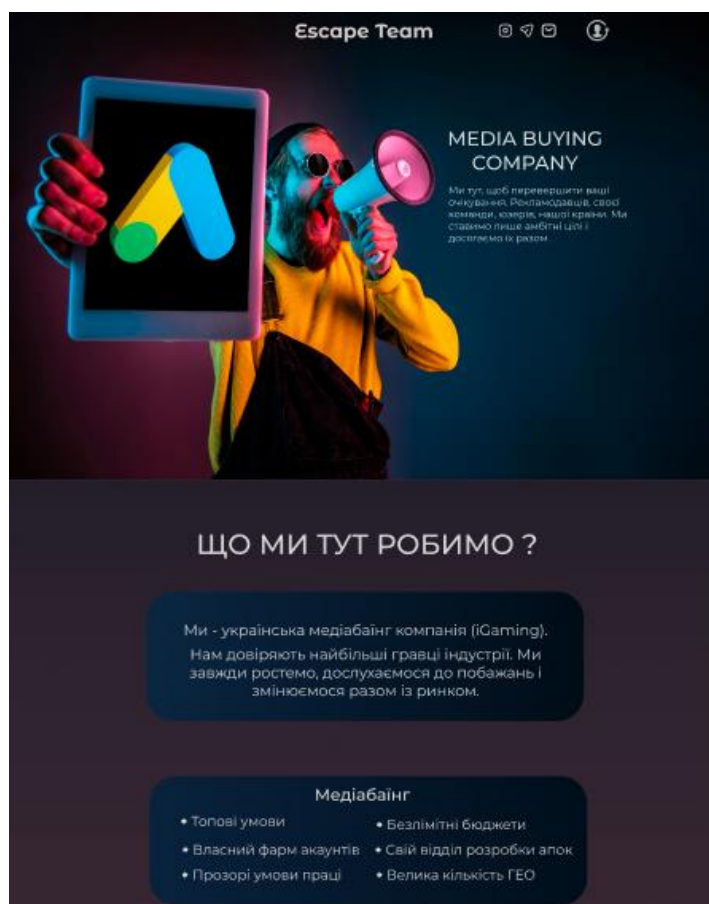 Escape Team
MEDIA BUYING
COMPANY
Ми тут, щоб перевершити ваші
очікування. Рекламодавців, своєї
команди, юзерів, нашої країни. Ми
ставимо лише амбітні цілі і
досягаємо їх разом
ЩО МИ ТУТ РОБИМО ?
Ми - українська медіабаїнг компанія (iGaming).
Нам довіряють найбільші гравці індустрії. Ми
завжди ростемо, дослухаємося до побажань і
змінюємося разом із ринком.
Медіабаїнг
• Топові умови
• Безлімітні бюджети
• Власний фарм акаунтів
• Свій відділ розробки апок
• Прозорі умови праці
• Велика кількість ГЕО